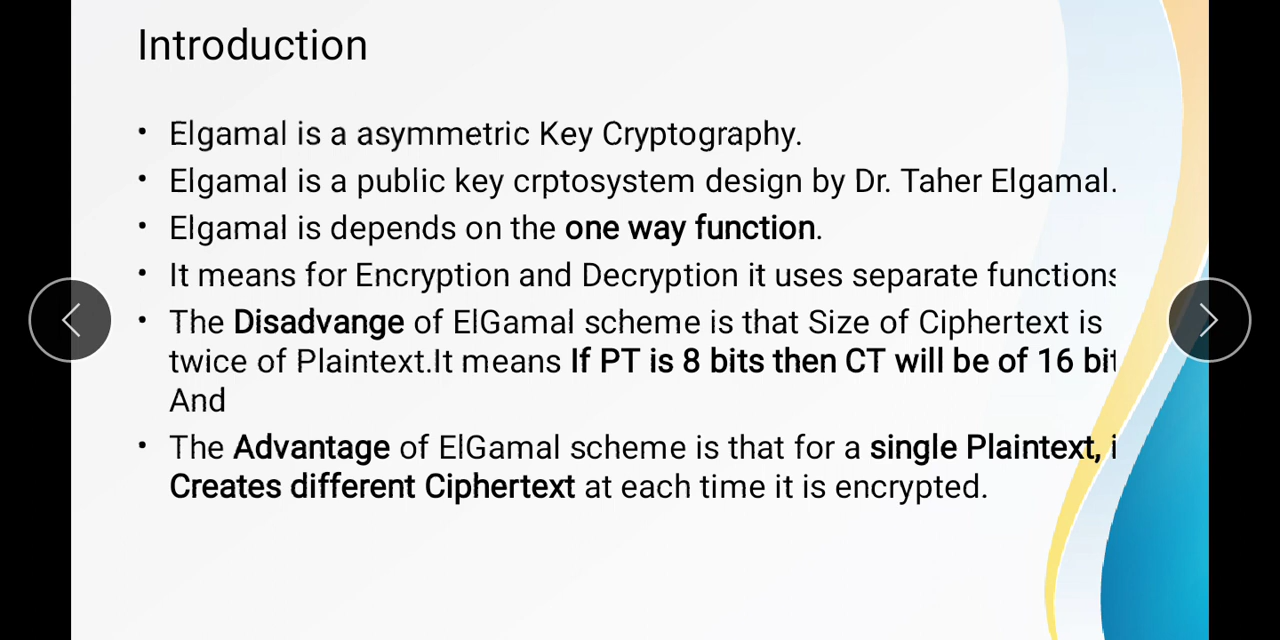 Introduction
• Elgamal is a asymmetric Key Cryptography.
• Elgamal is a public key crptosystem design by Dr. Taher Elgamal.
• Elgamal is depends on the one way function.
• It means for Encryption and Decryption it uses separate functions
• The Disadvange of ElGamal scheme is that Size of Ciphertext is
twice of Plaintext.It means If PT is 8 bits then CT will be of 16 bit
And
• The Advantage of ElGamal scheme is that for a single Plaintext,
Creates different Ciphertext at each time it is encrypted.